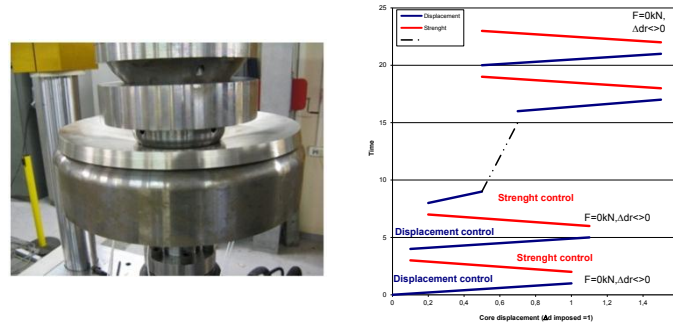 25
20
15
10
5
0
Time
Displacement
Strenght
F=0kN,
Δdr<>0
Strenght control
F=0kN,Δdr<>0
Displacement control
Strenght control
Displacement control
F=0kN,Δdr<>0
0 0,2 0,4 0,6 0,8 1 1,2 1,4 1,6
Core displacement (Δd imposed =1)